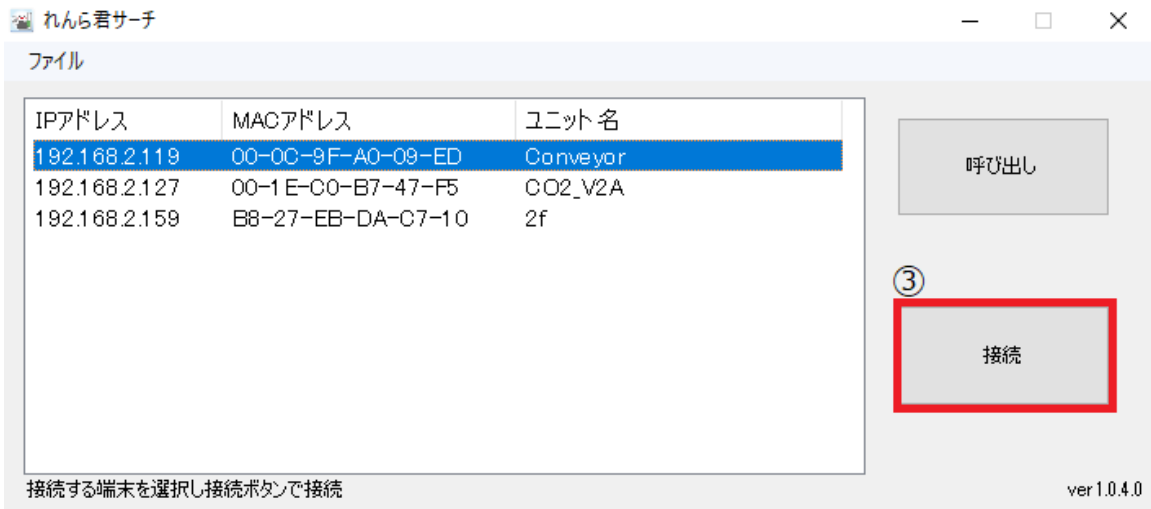 れんら君サーチ
ファイル
IPアドレス MACアドレス ユニット名
192.168.2.119 00-0C-9F-A0-09-ED Conveyor
192.168.2.127 00-1E-C0-B7-47-F5 CO2_V2A
192.168.2.159 B8-27-EB-DA-C7-10 2f
呼び出し
③
接続
接続する端末を選択し接続ボタンで接続
ver1.0.4.0